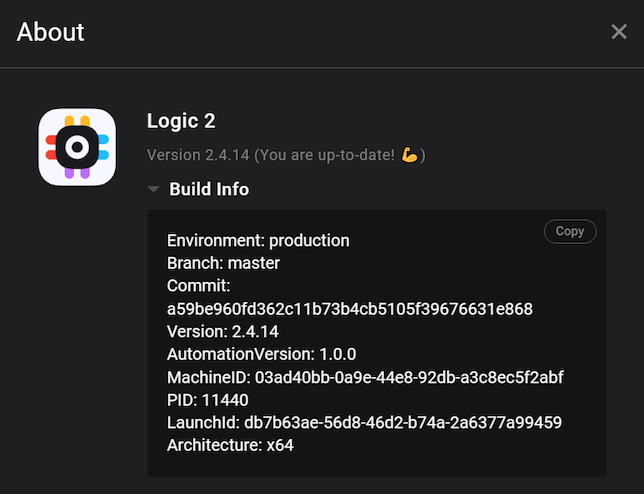 About
Logic 2
Version 2.4.14 (You are up-to-date! 💪)
Build Info
Copy
Environment: production
Branch: master
Commit:
a59be960fd362c11b73b4cb5105f39676631e868
Version: 2.4.14
AutomationVersion: 1.0.0
MachineID: 03ad40bb-0a9e-44e8-92db-a3c8ec5f2abf
PID: 11440
LaunchId: db7b63ae-56d8-46d2-b74a-2a6377a99459
Architecture: x64